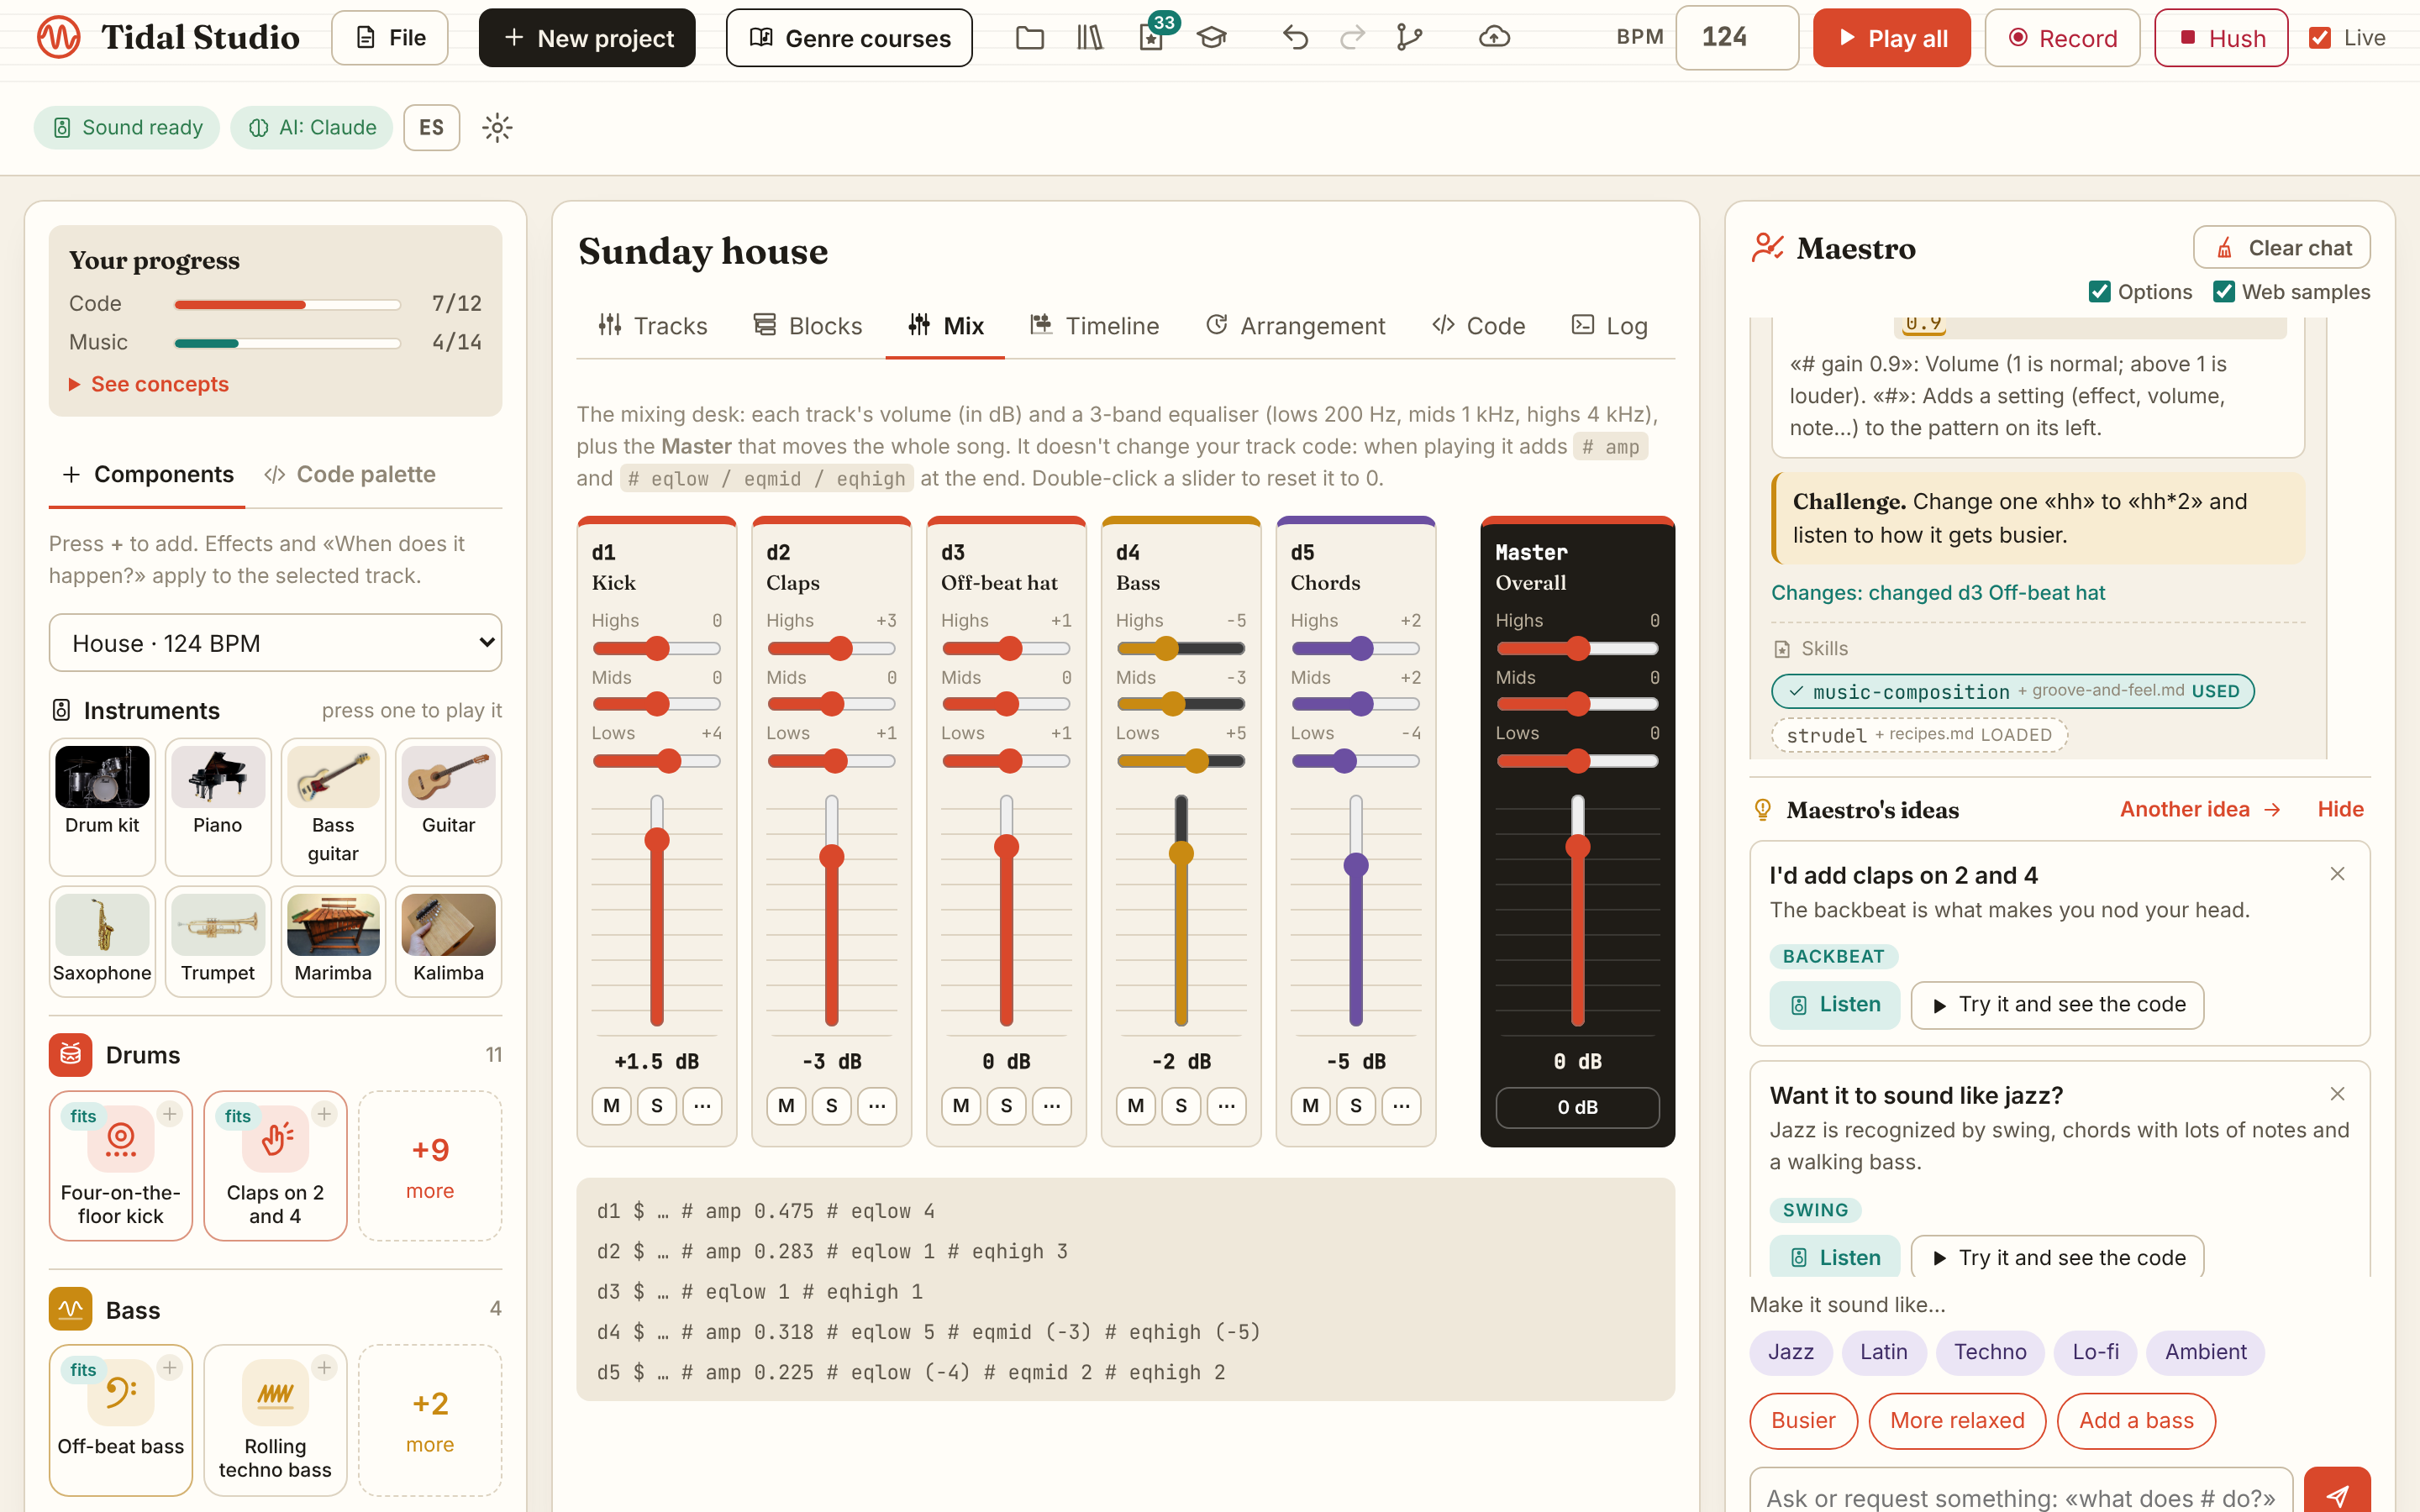 Tidal Studio
File
New project
Genre courses
33
BPM
124
Play all
Record
Hush
Live
Sound ready
AI: Claude
ES
Your progress
Code
7/12
Music
4/14
See concepts
Components
Code palette
Press + to add. Effects and «When does it
happen?» apply to the selected track.
House · 124 BPM
Instruments
press one to play it
Drum kit
Piano
Bass
guitar
Guitar
Saxophone
Trumpet
Marimba
Kalimba
Drums
11
fits
Four-on-the-
floor kick
fits
Claps on 2
and 4
+9
more
Bass
4
fits
Off-beat bass
Rolling
techno bass
+2
more
Sunday house
Tracks
Blocks
Mix
Timeline
Arrangement
Code
Log
The mixing desk: each track's volume (in dB) and a 3-band equaliser (lows 200 Hz, mids 1 kHz, highs 4 kHz),
plus the Master that moves the whole song. It doesn't change your track code: when playing it adds # amp
and # eqlow / eqmid / eqhigh at the end. Double-click a slider to reset it to 0.
d1
Kick
Highs 0
Mids 0
Lows +4
+1.5 dB
M S ...
d2
Claps
Highs +3
Mids 0
Lows +1
-3 dB
M S ...
d3
Off-beat hat
Highs +1
Mids 0
Lows +1
0 dB
M S ...
d4
Bass
Highs -5
Mids -3
Lows +5
-2 dB
M S ...
d5
Chords
Highs +2
Mids +2
Lows -4
-5 dB
M S ...
Master
Overall
Highs 0
Mids 0
Lows 0
0 dB
0 dB
d1 $ … # amp 0.475 # eqlow 4
d2 $ … # amp 0.283 # eqlow 1 # eqhigh 3
d3 $ … # eqlow 1 # eqhigh 1
d4 $ … # amp 0.318 # eqlow 5 # eqmid (-3) # eqhigh (-5)
d5 $ … # amp 0.225 # eqlow (-4) # eqmid 2 # eqhigh 2
Maestro
Clear chat
Options
Web samples
0.9
«# gain 0.9»: Volume (1 is normal; above 1 is
louder). «#»: Adds a setting (effect, volume,
note…) to the pattern on its left.
Challenge. Change one «hh» to «hh*2» and
listen to how it gets busier.
Changes: changed d3 Off-beat hat
Skills
music-composition + groove-and-feel.md USED
strudel + recipes.md LOADED
Maestro's ideas
Another idea →
Hide
I'd add claps on 2 and 4
The backbeat is what makes you nod your head.
BACKBEAT
Listen
Try it and see the code
Want it to sound like jazz?
Jazz is recognized by swing, chords with lots of notes and
a walking bass.
SWING
Listen
Try it and see the code
Make it sound like…
Jazz
Latin
Techno
Lo-fi
Ambient
Busier
More relaxed
Add a bass
Ask or request something: «what does # do?»